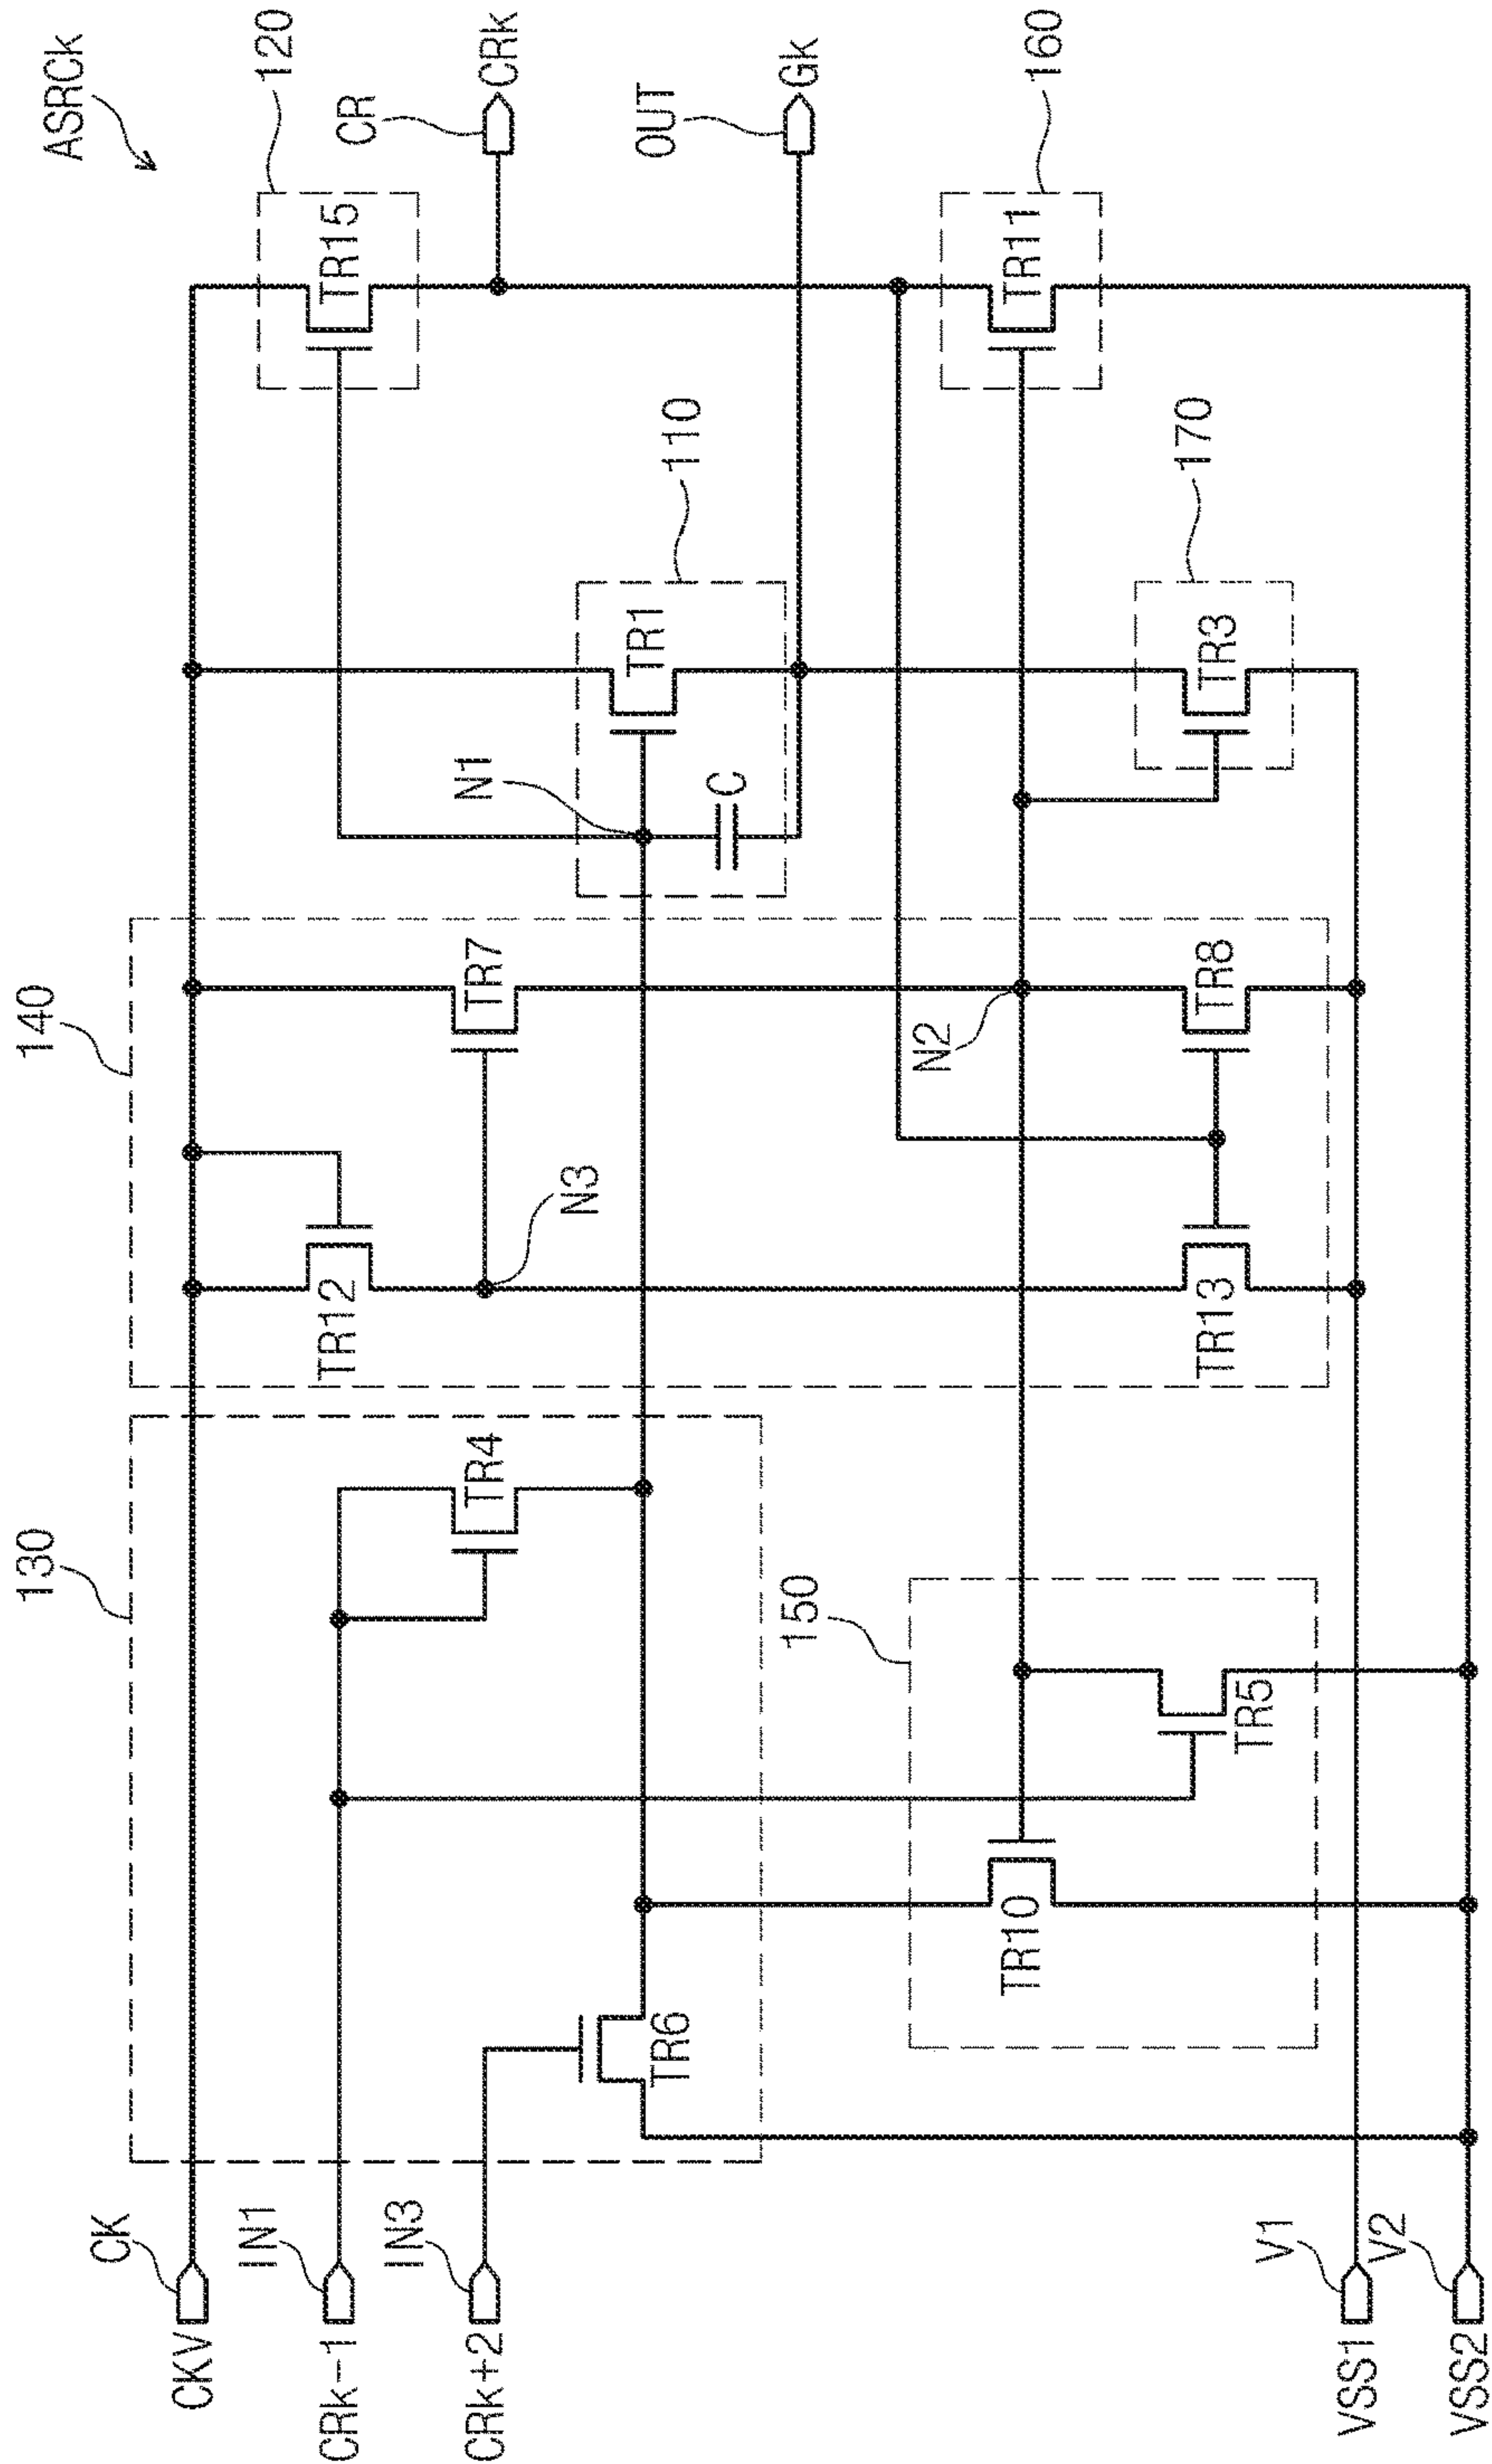 ASRCk
120
CR
CRk
OUT
Gk
160
TR15
TR11
110
170
TR1
TR3
N1
C
140
TR7
N2
TR8
N3
TR12
TR13
130
TR4
150
TR5
TR10
TR6
CK
CKV
IN1
CRk-1
IN3
CRk+2
V1
VSS1
V2
VSS2